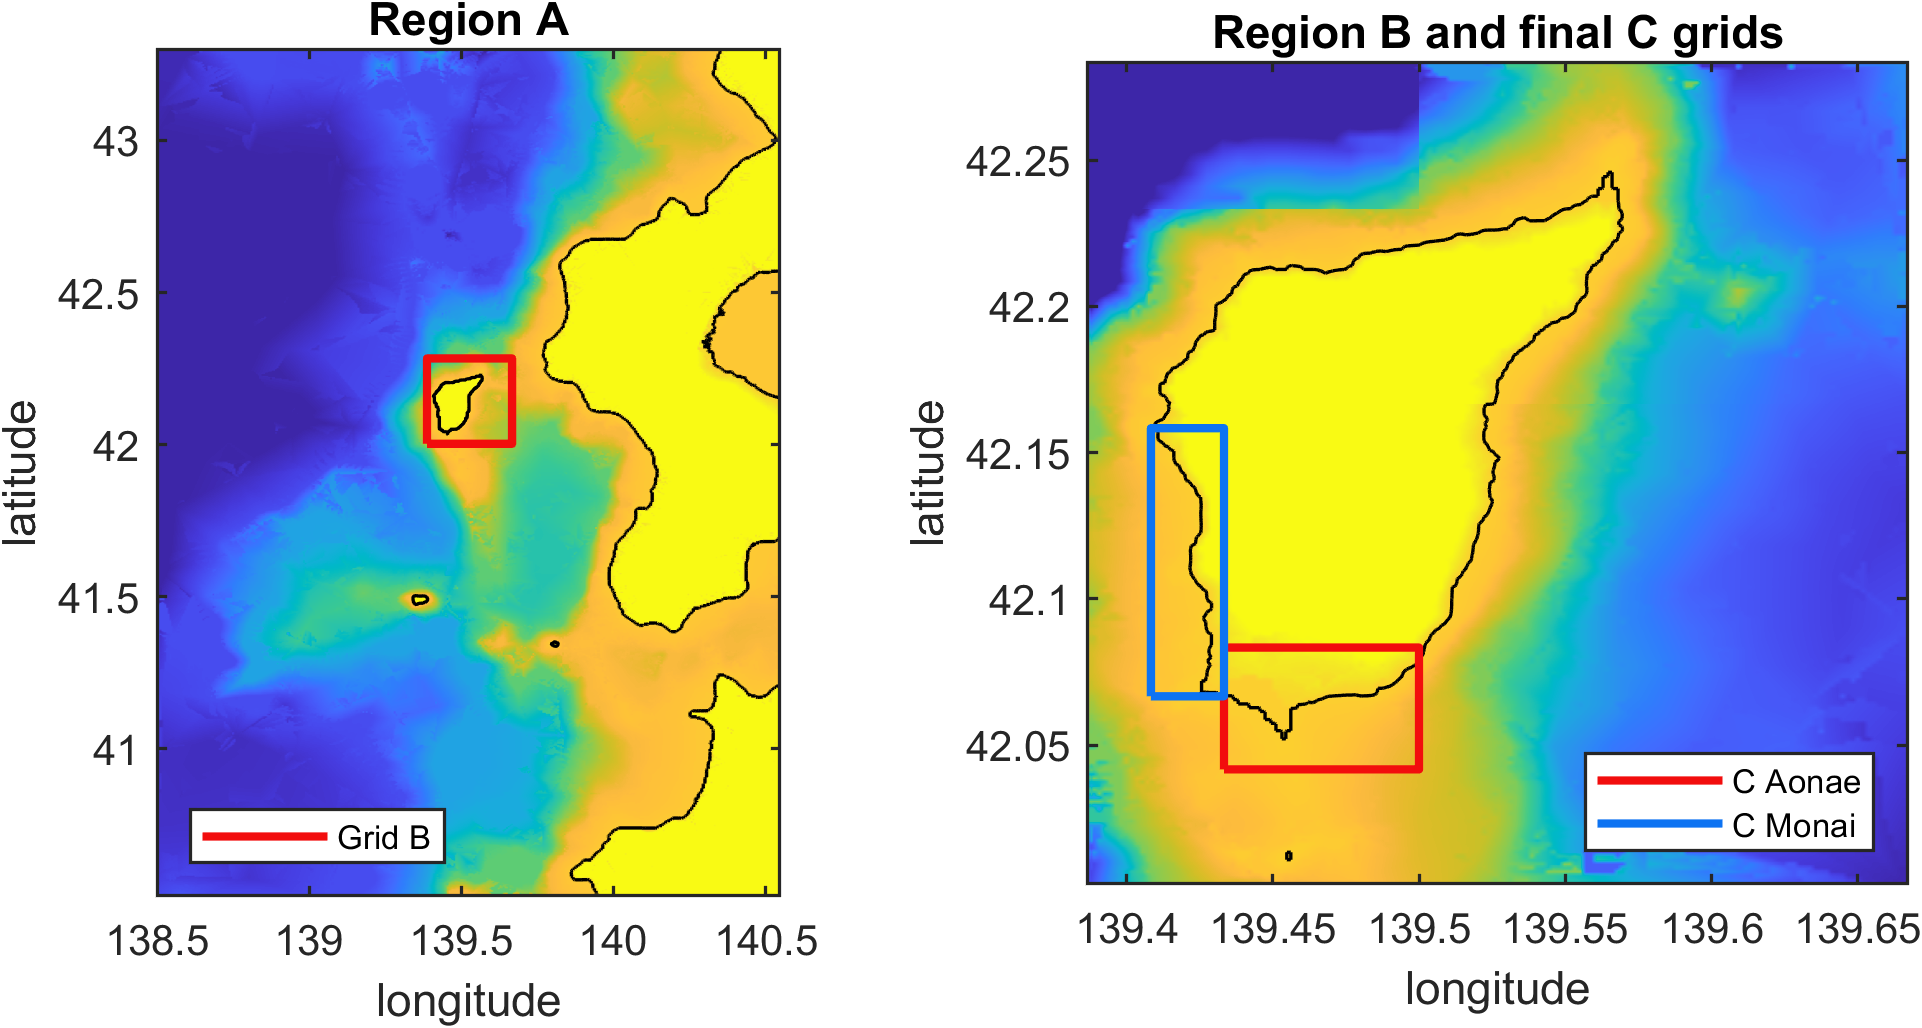 Region A
43
42.5
42
41.5
41
latitude
138.5 139 139.5 140 140.5
longitude
Grid B
Region B and final C grids
42.25
42.2
42.15
42.1
42.05
latitude
139.4 139.45 139.5 139.55 139.6 139.65
longitude
C Aonae
C Monai